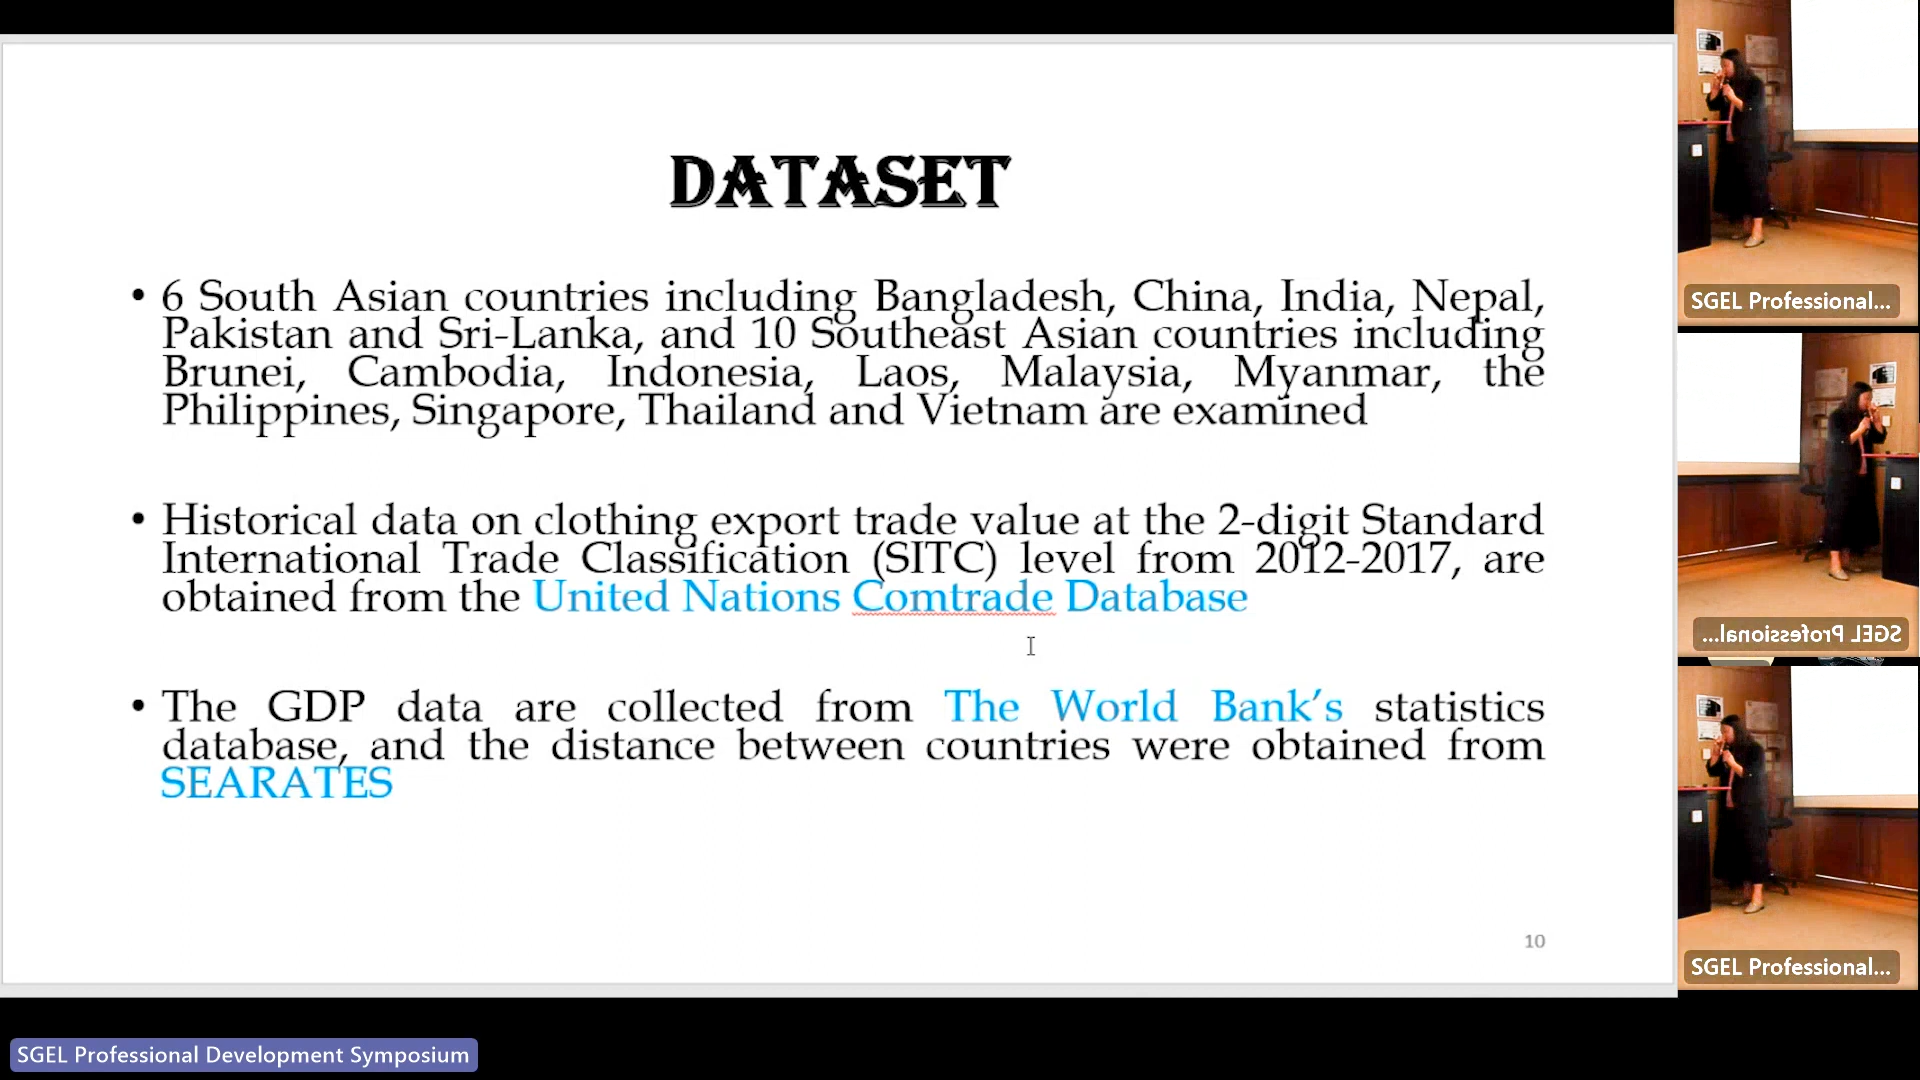 DATASET
• 6 South Asian countries including Bangladesh, China, India, Nepal,
Pakistan and Sri-Lanka, and 10 Southeast Asian countries including
Brunei, Cambodia, Indonesia, Laos, Malaysia, Myanmar, the
Philippines, Singapore, Thailand and Vietnam are examined
• Historical data on clothing export trade value at the 2-digit Standard
International Trade Classification (SITC) level from 2012-2017, are
obtained from the United Nations Comtrade Database
• The GDP data are collected from The World Bank’s statistics
database, and the distance between countries were obtained from
SEARATES
10
SGEL Professional...
SGEL Professional...
SGEL Professional...
SGEL Professional Development Symposium